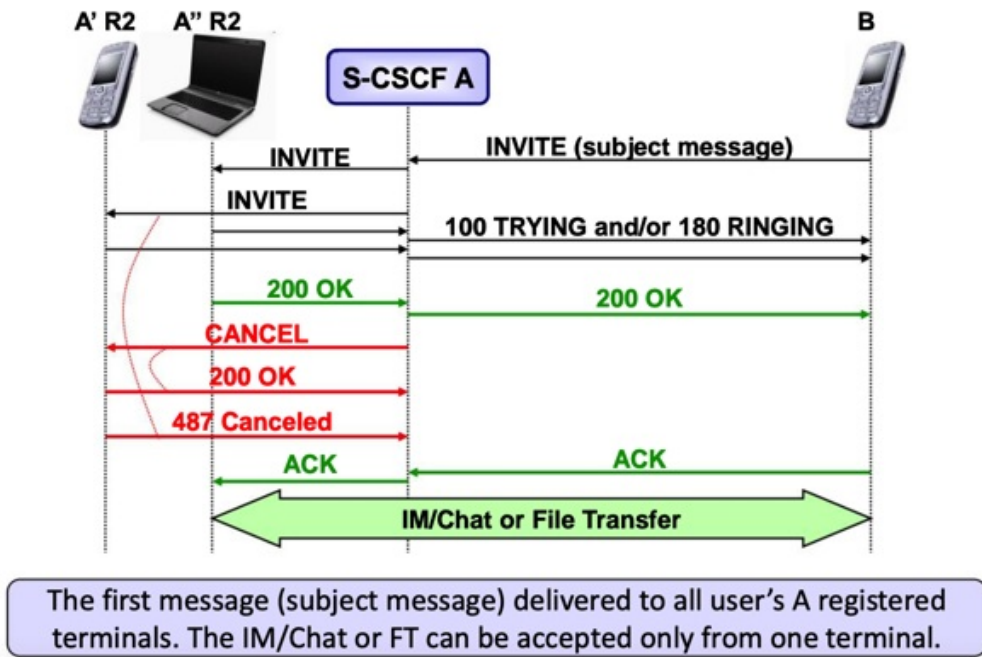 A' R2 A'' R2 B
S-CSCF A
INVITE (subject message)
INVITE
INVITE
100 TRYING and/or 180 RINGING
200 OK 200 OK
CANCEL
200 OK
487 Canceled
ACK ACK
IM/Chat or File Transfer
The first message (subject message) delivered to all user's A registered
terminals. The IM/Chat or FT can be accepted only from one terminal.